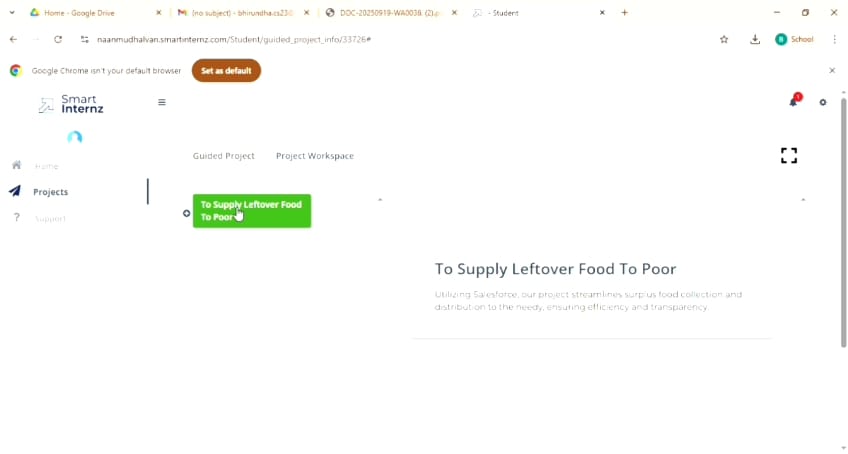 Home - Google Drive
(no subject) - bhirundha.cs23@
DOC-20250919-WA0038. (2).p
- Student
naanmudhalvan.smartinternz.com/Student/guided_project_info/33726#
School
Google Chrome isn't your default browser
Set as default
Smart
Internz
Home
Projects
Support
Guided Project
Project Workspace
To Supply Leftover Food
To Poor
To Supply Leftover Food To Poor
Utilizing Salesforce, our project streamlines surplus food collection and
distribution to the needy, ensuring efficiency and transparency.